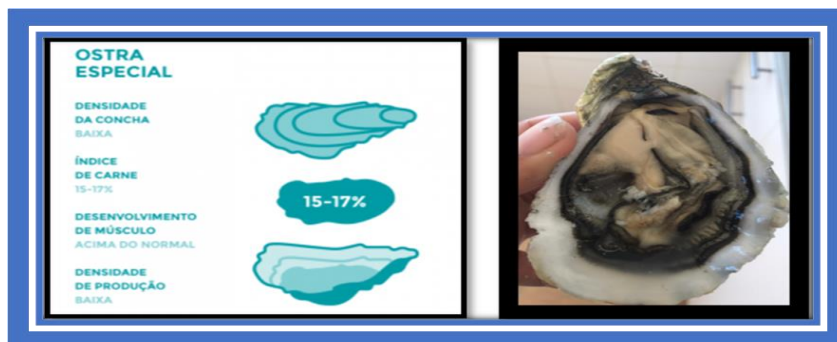 OSTRA
ESPECIAL
DENSIDADE
DA CONCHA
BAIXA
ÍNDICE
DE CARNE
15-17%
DESENVOLVIMENTO
DE MÚSCULO
ACIMA DO NORMAL
DENSIDADE
DE PRODUÇÃO
BAIXA
15-17%